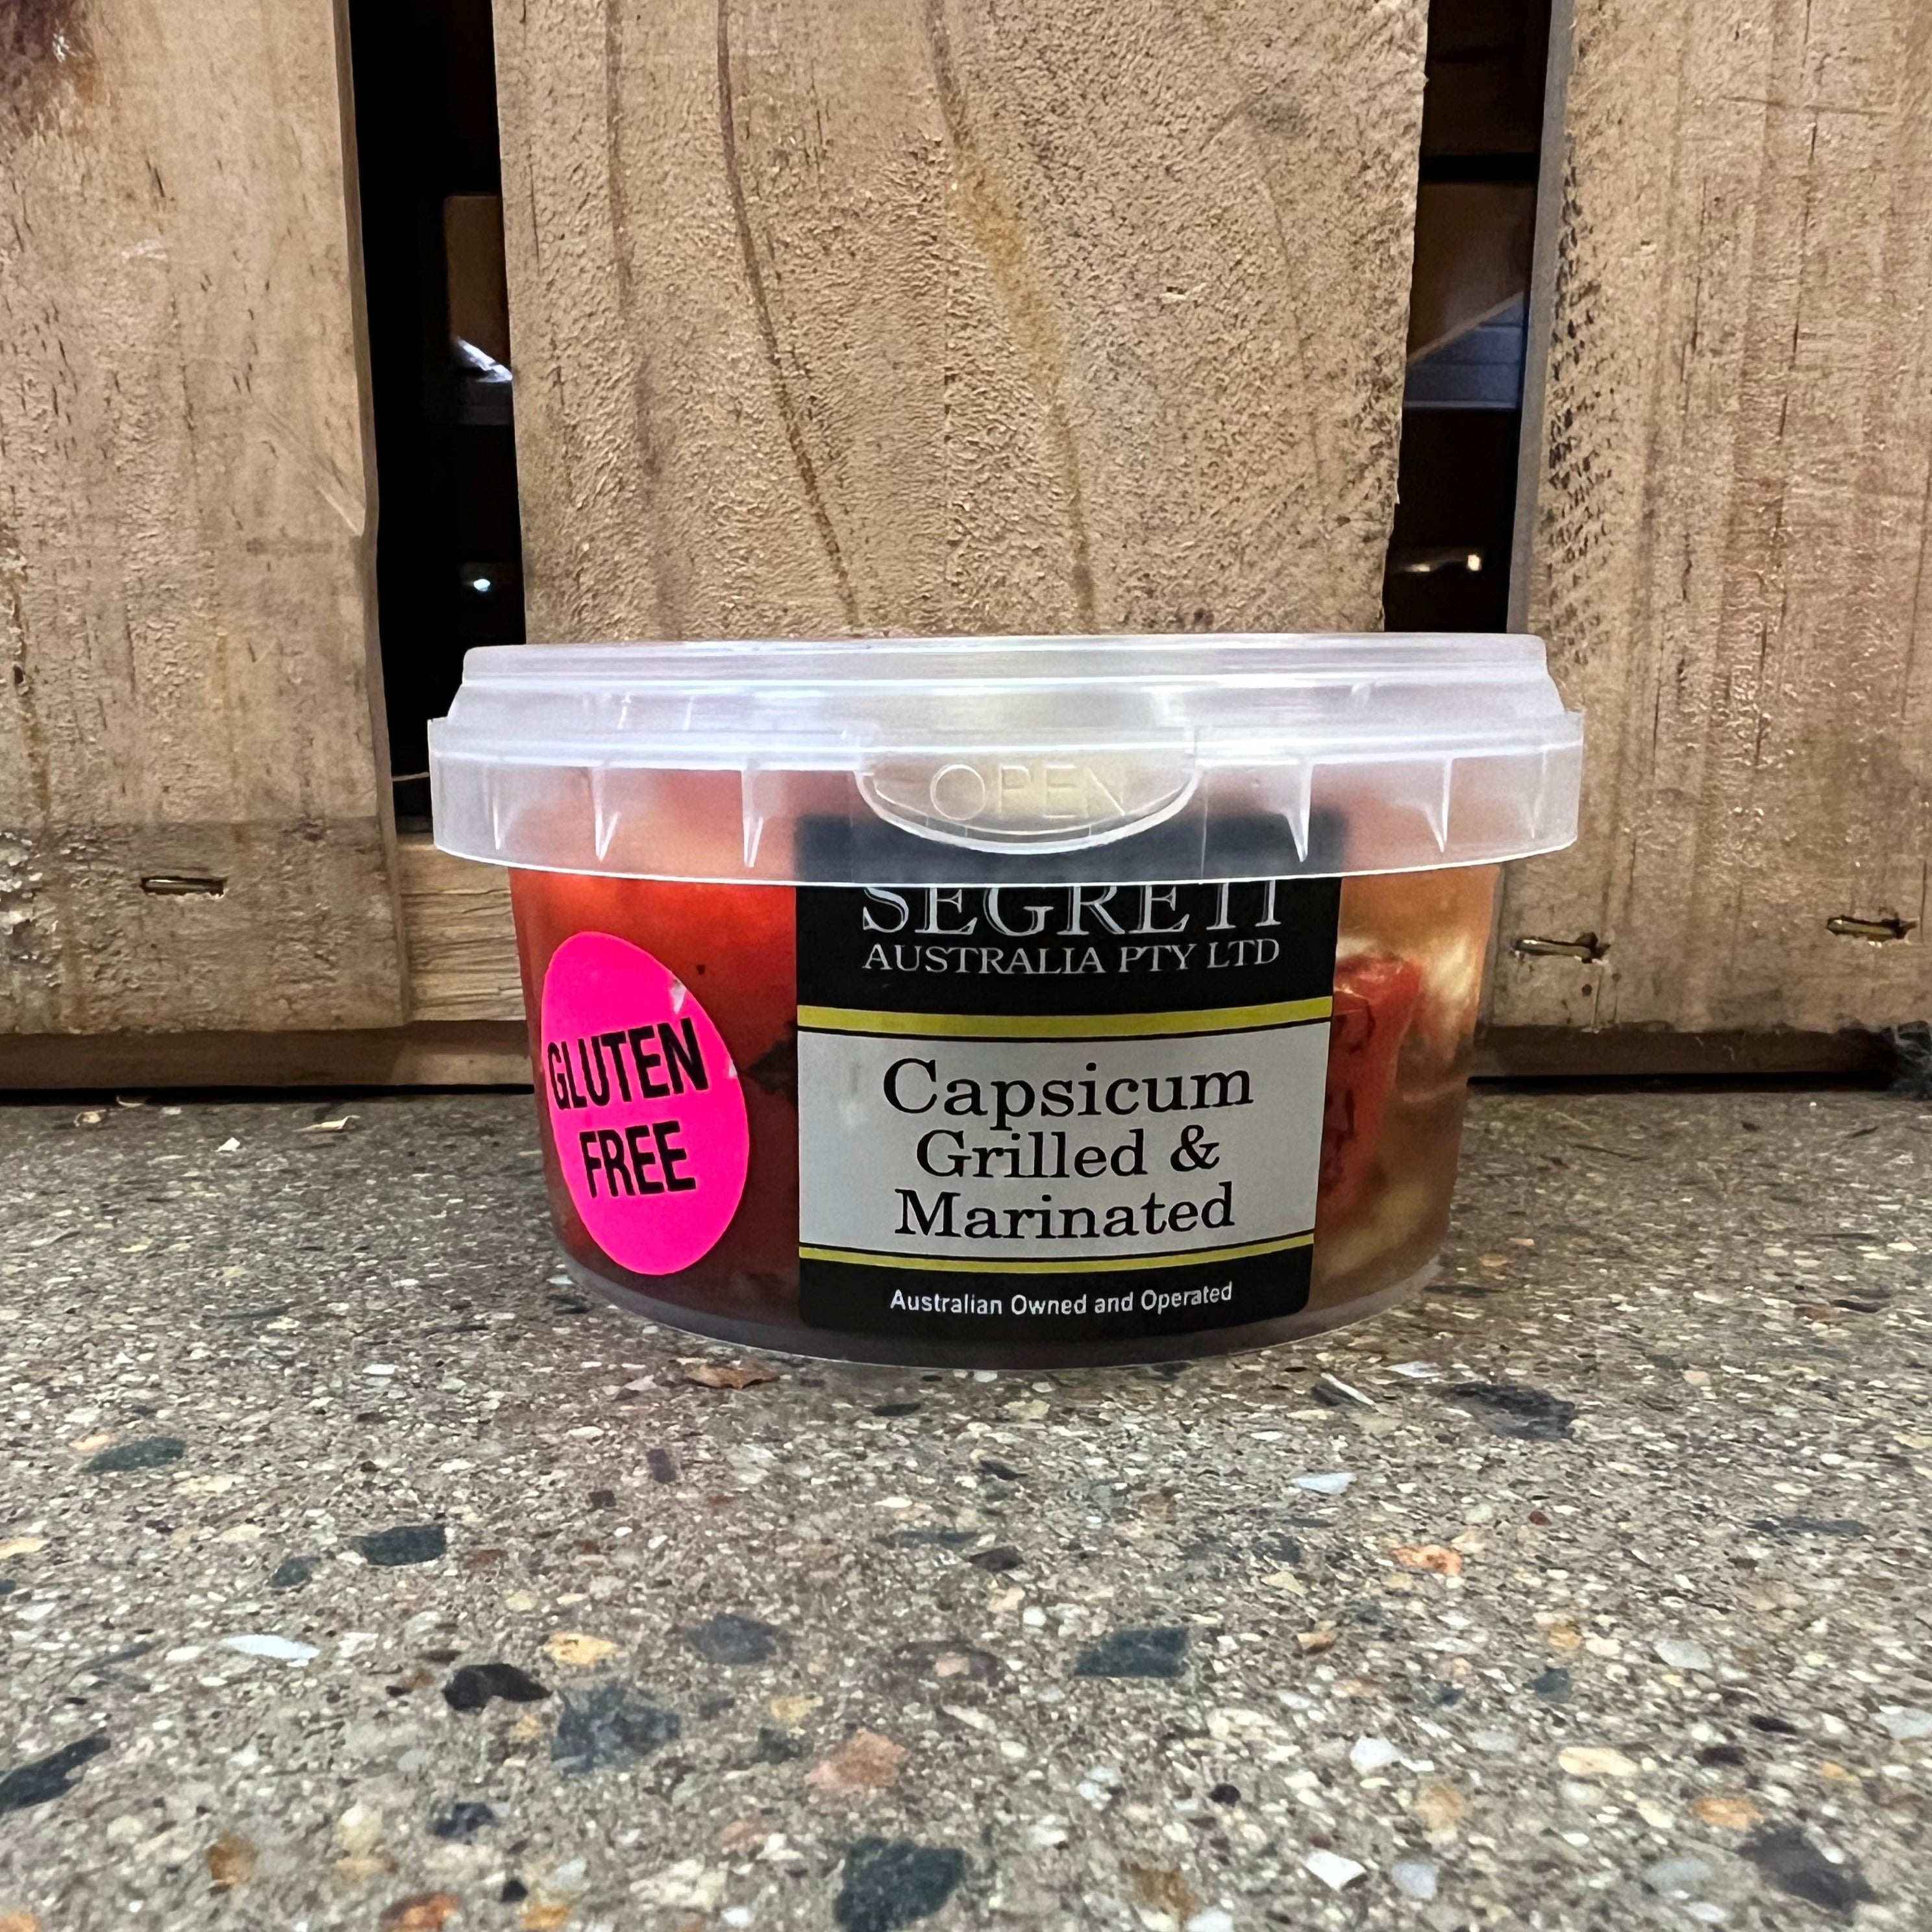 OPEN
SEGRETI
AUSTRALIA PTY LTD
GLUTEN
FREE
Capsicum
Grilled &
Marinated
Australian Owned and Operated